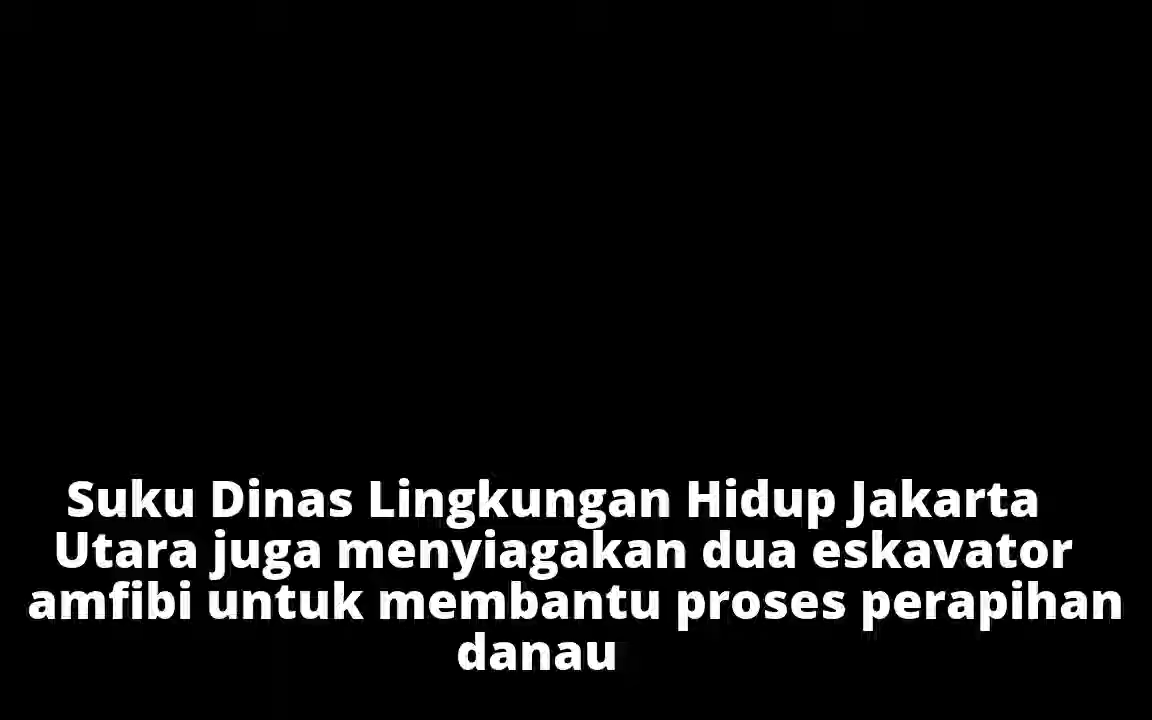 Suku Dinas Lingkungan Hidup Jakarta
Utara juga menyiagakan dua eskavator
amfibi untuk membantu proses perapihan
danau